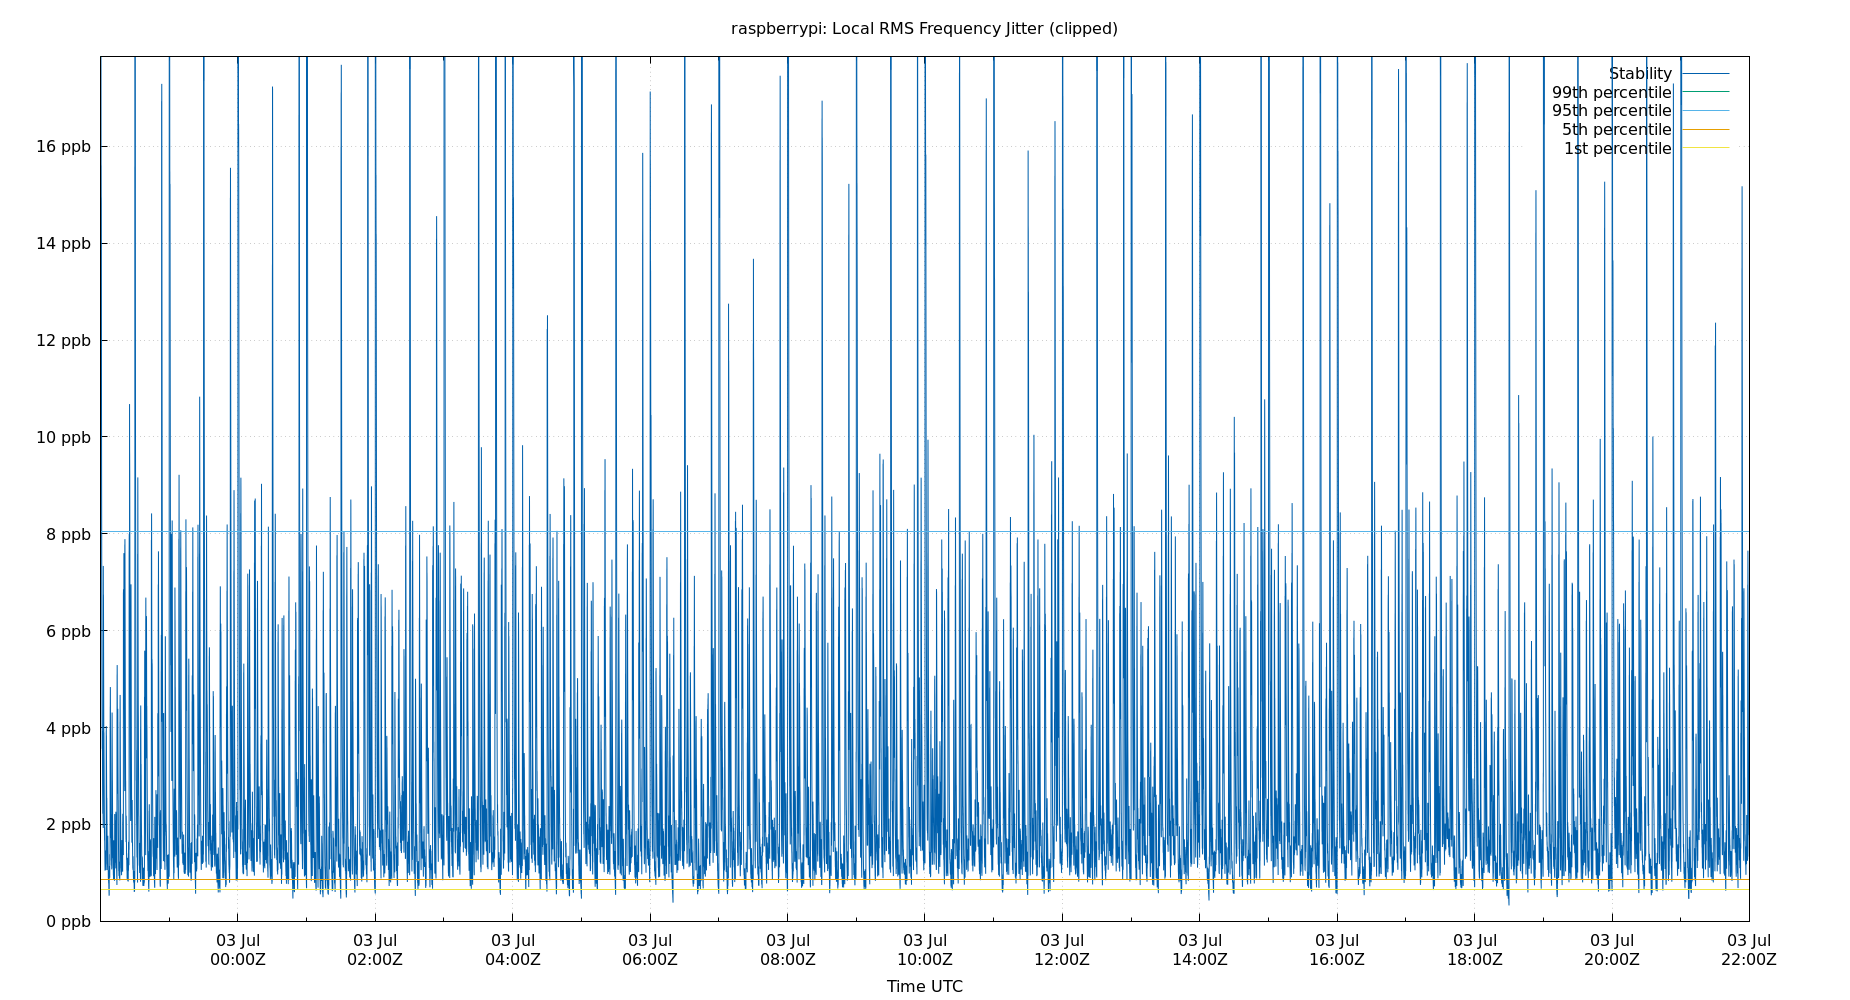 raspberrypi: Local RMS Frequency Jitter (clipped)
Stability
99th percentile
95th percentile
5th percentile
1st percentile
16 ppb
14 ppb
12 ppb
10 ppb
8 ppb
6 ppb
4 ppb
2 ppb
0 ppb
03 Jul 03 Jul 03 Jul 03 Jul 03 Jul 03 Jul 03 Jul 03 Jul 03 Jul 03 Jul 03 Jul 03 Jul
00:00Z 02:00Z 04:00Z 06:00Z 08:00Z 10:00Z 12:00Z 14:00Z 16:00Z 18:00Z 20:00Z 22:00Z
Time UTC